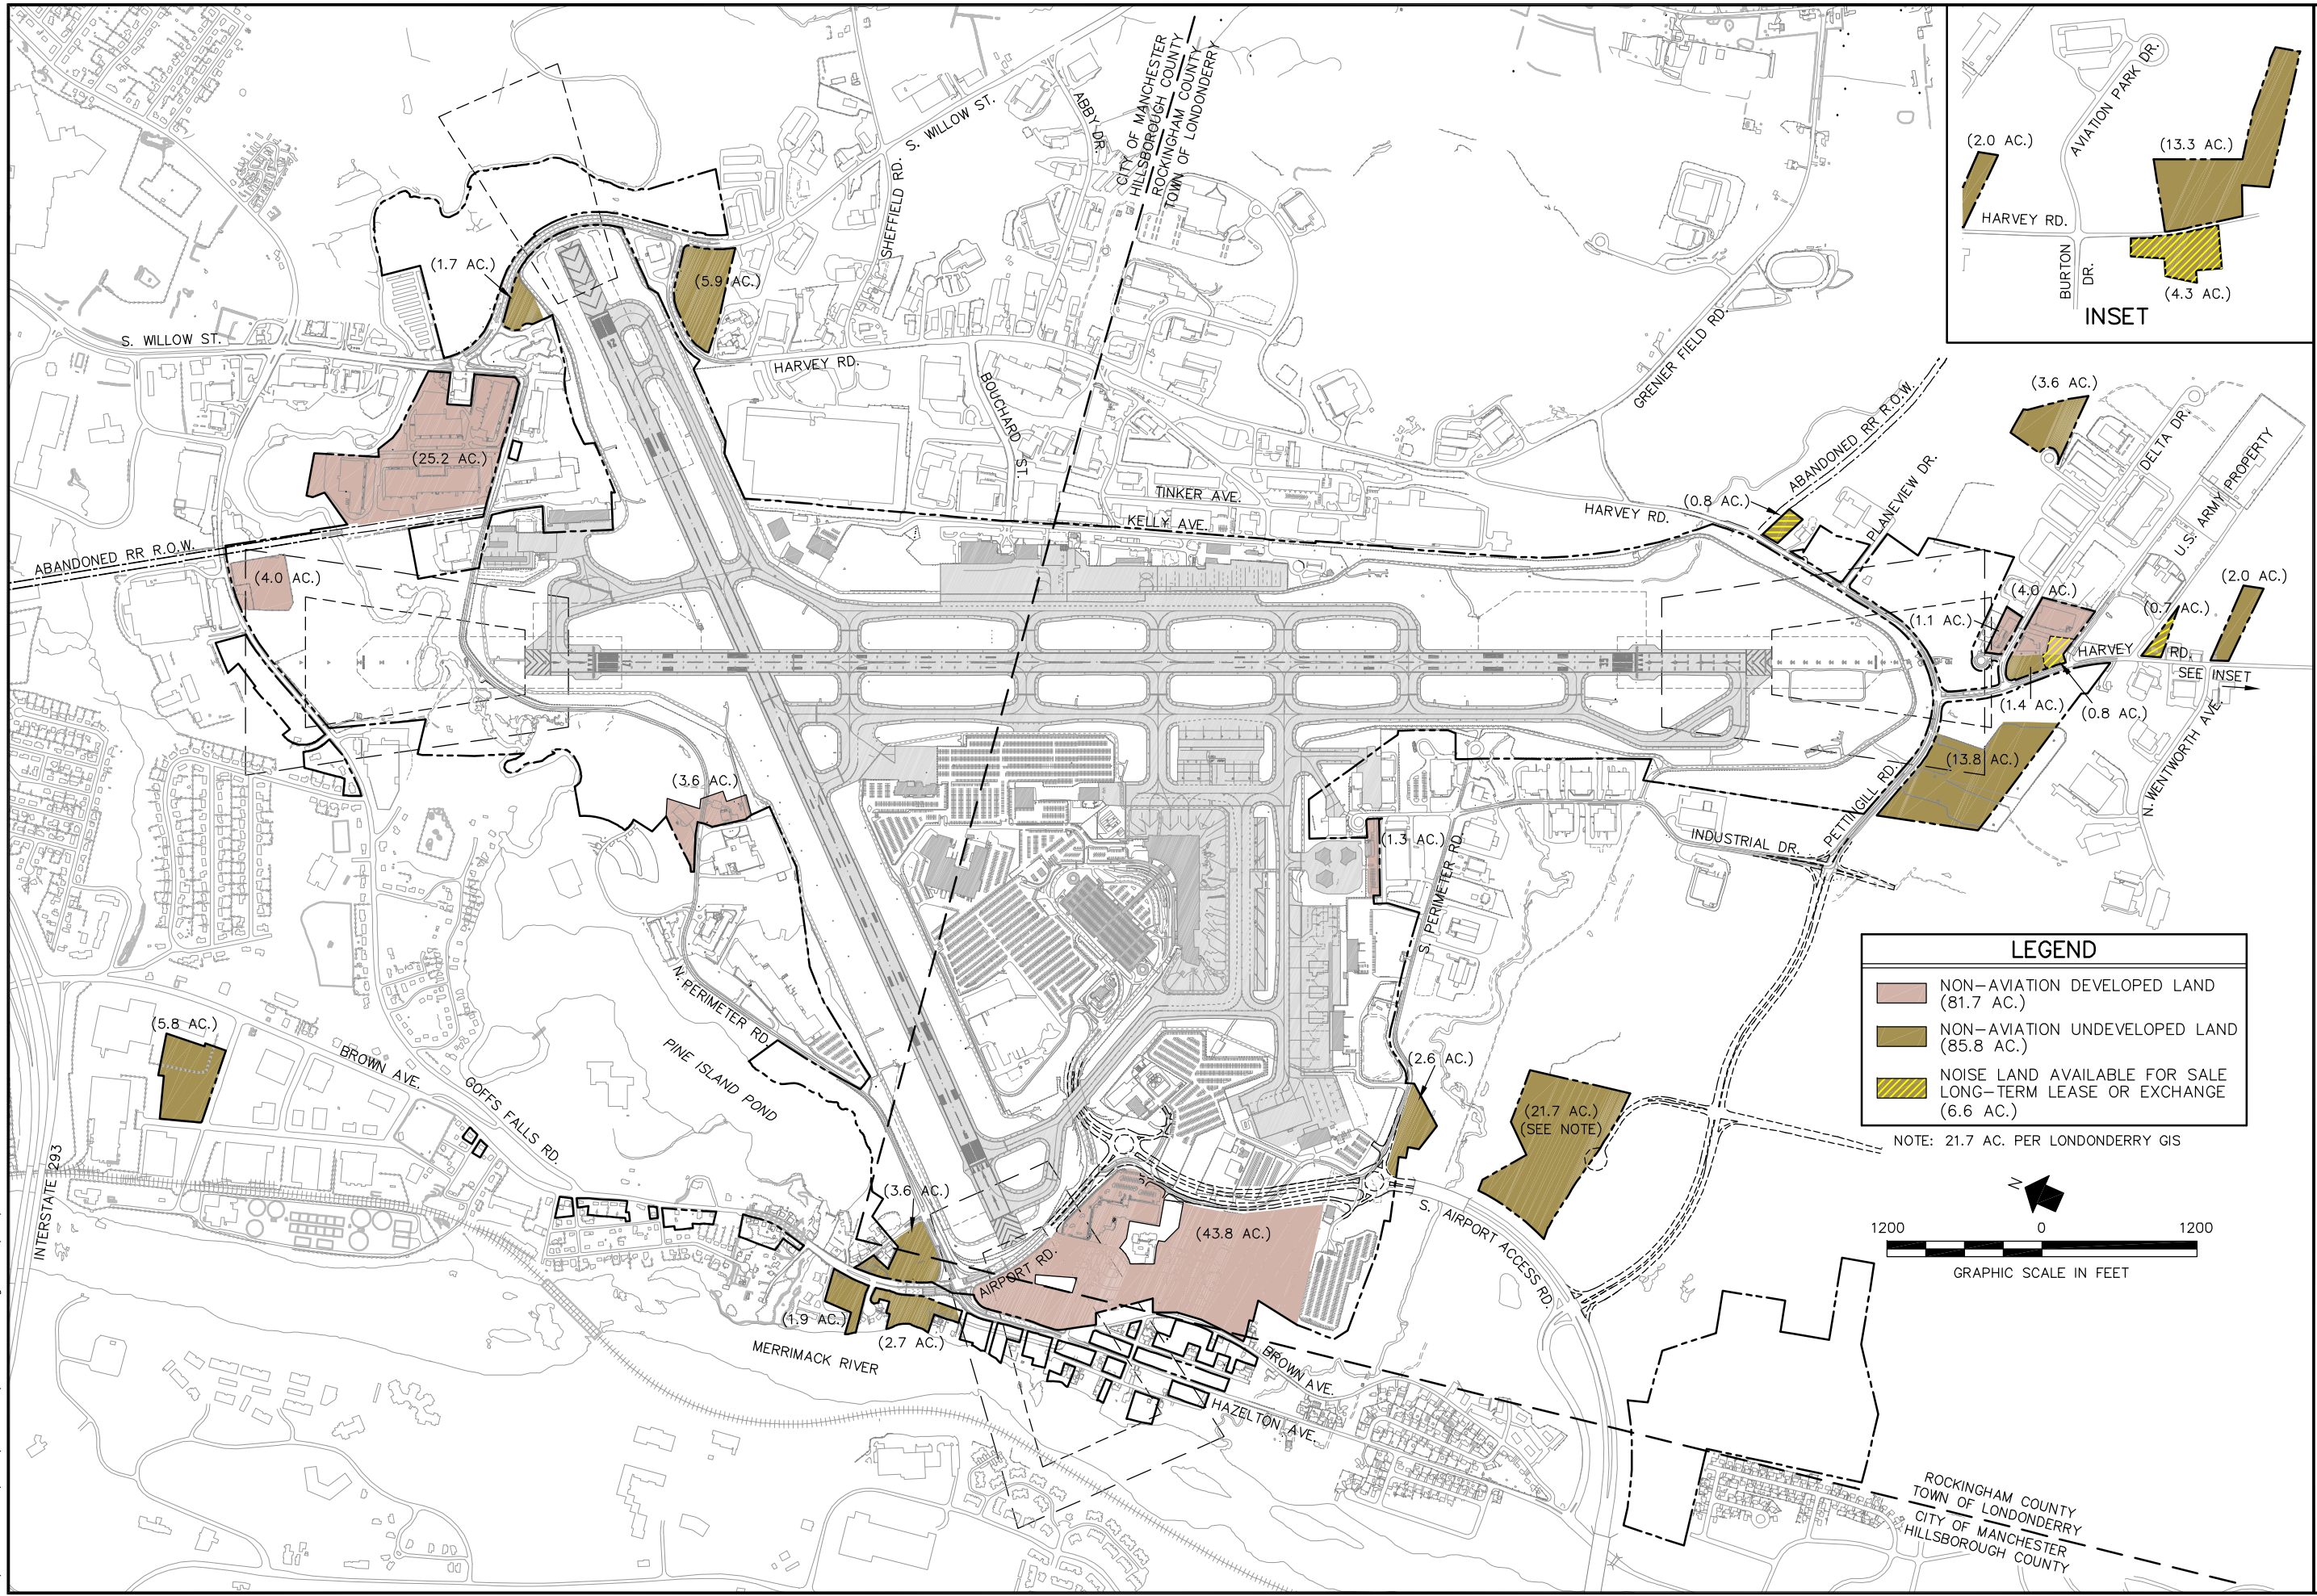 CITY OF MANCHESTER
HILLSBOROUGH COUNTY
ROCKINGHAM COUNTY
TOWN OF LONDONDERRY
S. WILLOW ST.
ABBY DR.
SHEFFIELD RD.
(1.7 AC.)
(5.9 AC.)
S. WILLOW ST.
HARVEY RD.
BOUCHARD ST.
GRENIER FIELD RD.
AVIATION PARK DR.
(2.0 AC.)
(13.3 AC.)
HARVEY RD.
BURTON DR.
(4.3 AC.)
INSET
(25.2 AC.)
TINKER AVE.
KELLY AVE.
HARVEY RD.
(0.8 AC.)
ABANDONED RR R.O.W.
PLANEVIEW DR.
(3.6 AC.)
DELTA DR.
U.S. ARMY PROPERTY
ABANDONED RR R.O.W.
(4.0 AC.)
(4.0 AC.)
(1.1 AC.)
(0.7 AC.)
(2.0 AC.)
HARVEY RD.
SEE INSET
(1.4 AC.)
(0.8 AC.)
(13.8 AC.)
N. WENTWORTH AVE.
PETTINGILL RD.
INDUSTRIAL DR.
(3.6 AC.)
(1.3 AC.)
S. PERIMETER RD.
N. PERIMETER RD.
PINE ISLAND POND
(5.8 AC.)
BROWN AVE.
GOFFS FALLS RD.
INTERSTATE 293
(2.6 AC.)
(21.7 AC.)
(SEE NOTE)
LEGEND
NON-AVIATION DEVELOPED LAND
(81.7 AC.)
NON-AVIATION UNDEVELOPED LAND
(85.8 AC.)
NOISE LAND AVAILABLE FOR SALE
LONG-TERM LEASE OR EXCHANGE
(6.6 AC.)
NOTE: 21.7 AC. PER LONDONDERRY GIS
N
1200 0 1200
GRAPHIC SCALE IN FEET
(3.6 AC.)
(43.8 AC.)
AIRPORT RD.
S. AIRPORT ACCESS RD.
(1.9 AC.)
(2.7 AC.)
MERRIMACK RIVER
BROWN AVE.
HAZELTON AVE.
ROCKINGHAM COUNTY
TOWN OF LONDONDERRY
CITY OF MANCHESTER
HILLSBOROUGH COUNTY